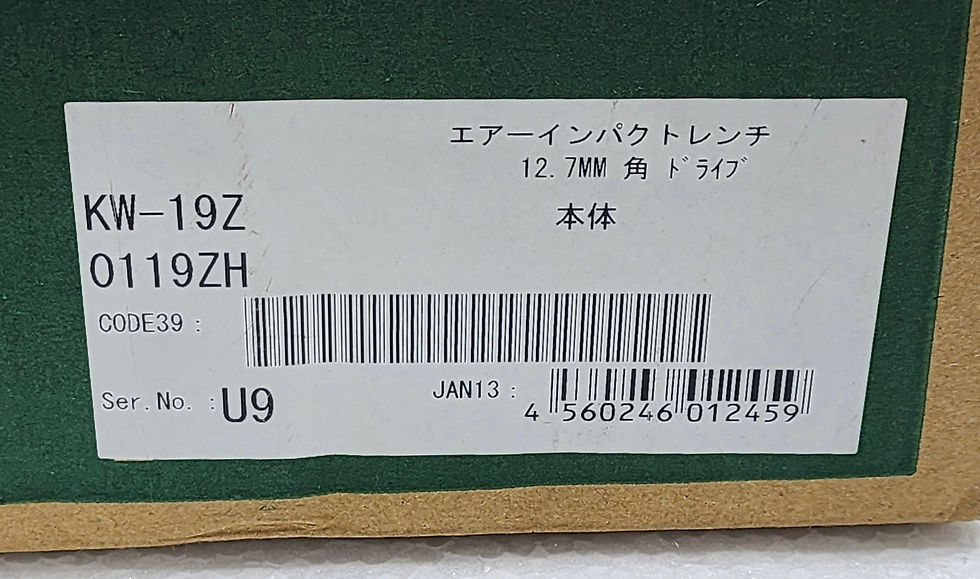 エアーインパクトレンチ
12.7MM 角 ﾄﾞﾗｲﾌﾞ
KW-19Z
本体
0119ZH
CODE39 :
Ser.No. :U9
JAN13 :
4 560246 012459